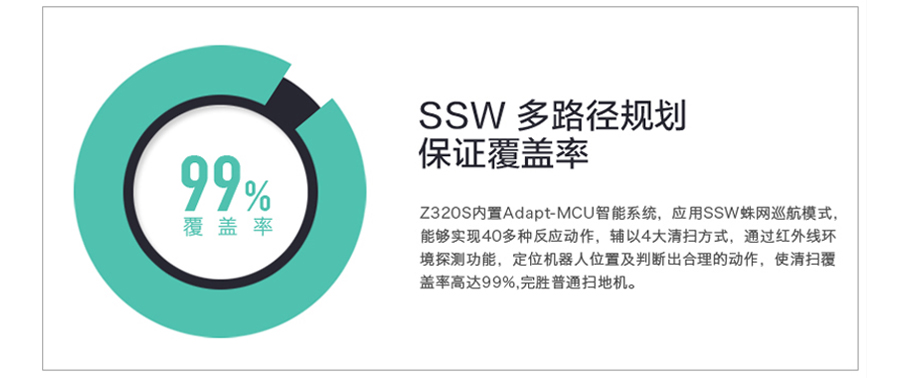 99%
覆盖率
SSW 多路径规划
保证覆盖率
Z320S内置Adapt-MCU智能系统，应用SSW蛛网巡航模式，
能够实现40多种反应动作，辅以4大清扫方式，通过红外线环
境探测功能，定位机器人位置及判断出合理的动作，使清扫覆
盖率高达99%,完胜普通扫地机。